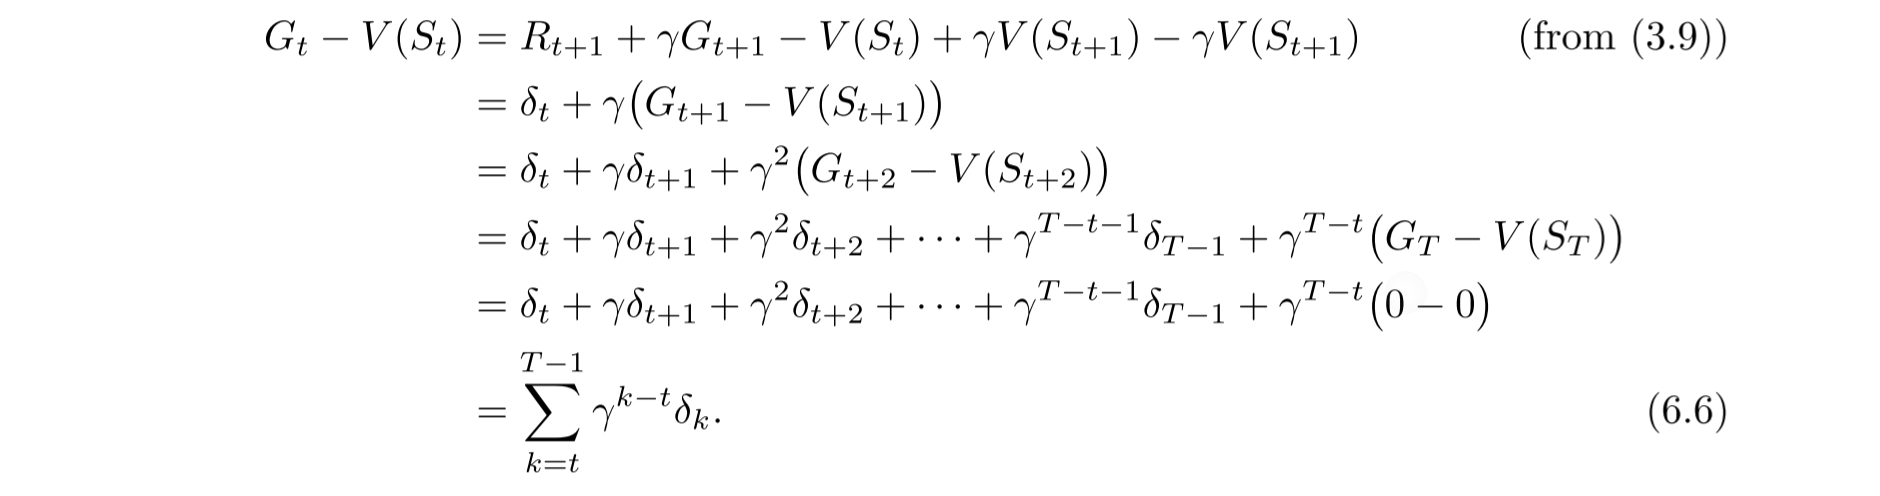 G_t − V(S_t) = R_{t+1} + γG_{t+1} − V(S_t) + γV(S_{t+1}) − γV(S_{t+1}) (from (3.9))
= δ_t + γ(G_{t+1} − V(S_{t+1}))
= δ_t + γδ_{t+1} + γ^2(G_{t+2} − V(S_{t+2}))
= δ_t + γδ_{t+1} + γ^2δ_{t+2} + ··· + γ^{T−t−1}δ_{T−1} + γ^{T−t}(G_T − V(S_T))
= δ_t + γδ_{t+1} + γ^2δ_{t+2} + ··· + γ^{T−t−1}δ_{T−1} + γ^{T−t}(0 − 0)
= ∑_{k=t}^{T−1} γ^{k−t}δ_k. (6.6)